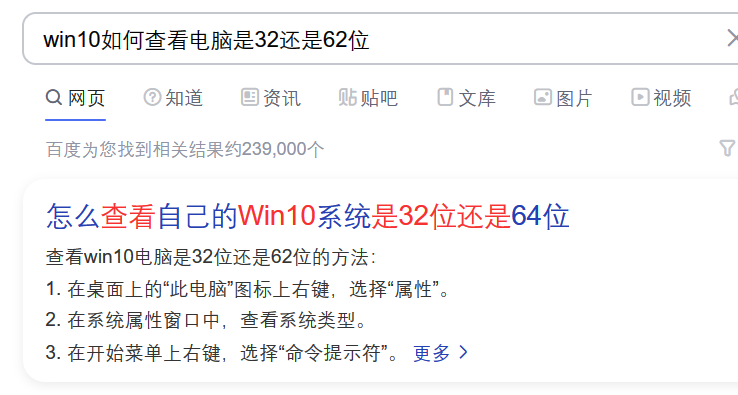 win10如何查看电脑是32还是62位
网页 知道 资讯 贴吧 文库 图片 视频
百度为您找到相关结果约239,000个
怎么查看自己的Win10系统是32位还是64位
查看win10电脑是32位还是62位的方法：
1. 在桌面上的“此电脑”图标上右键，选择“属性”。
2. 在系统属性窗口中，查看系统类型。
3. 在开始菜单上右键，选择“命令提示符”。 更多 >